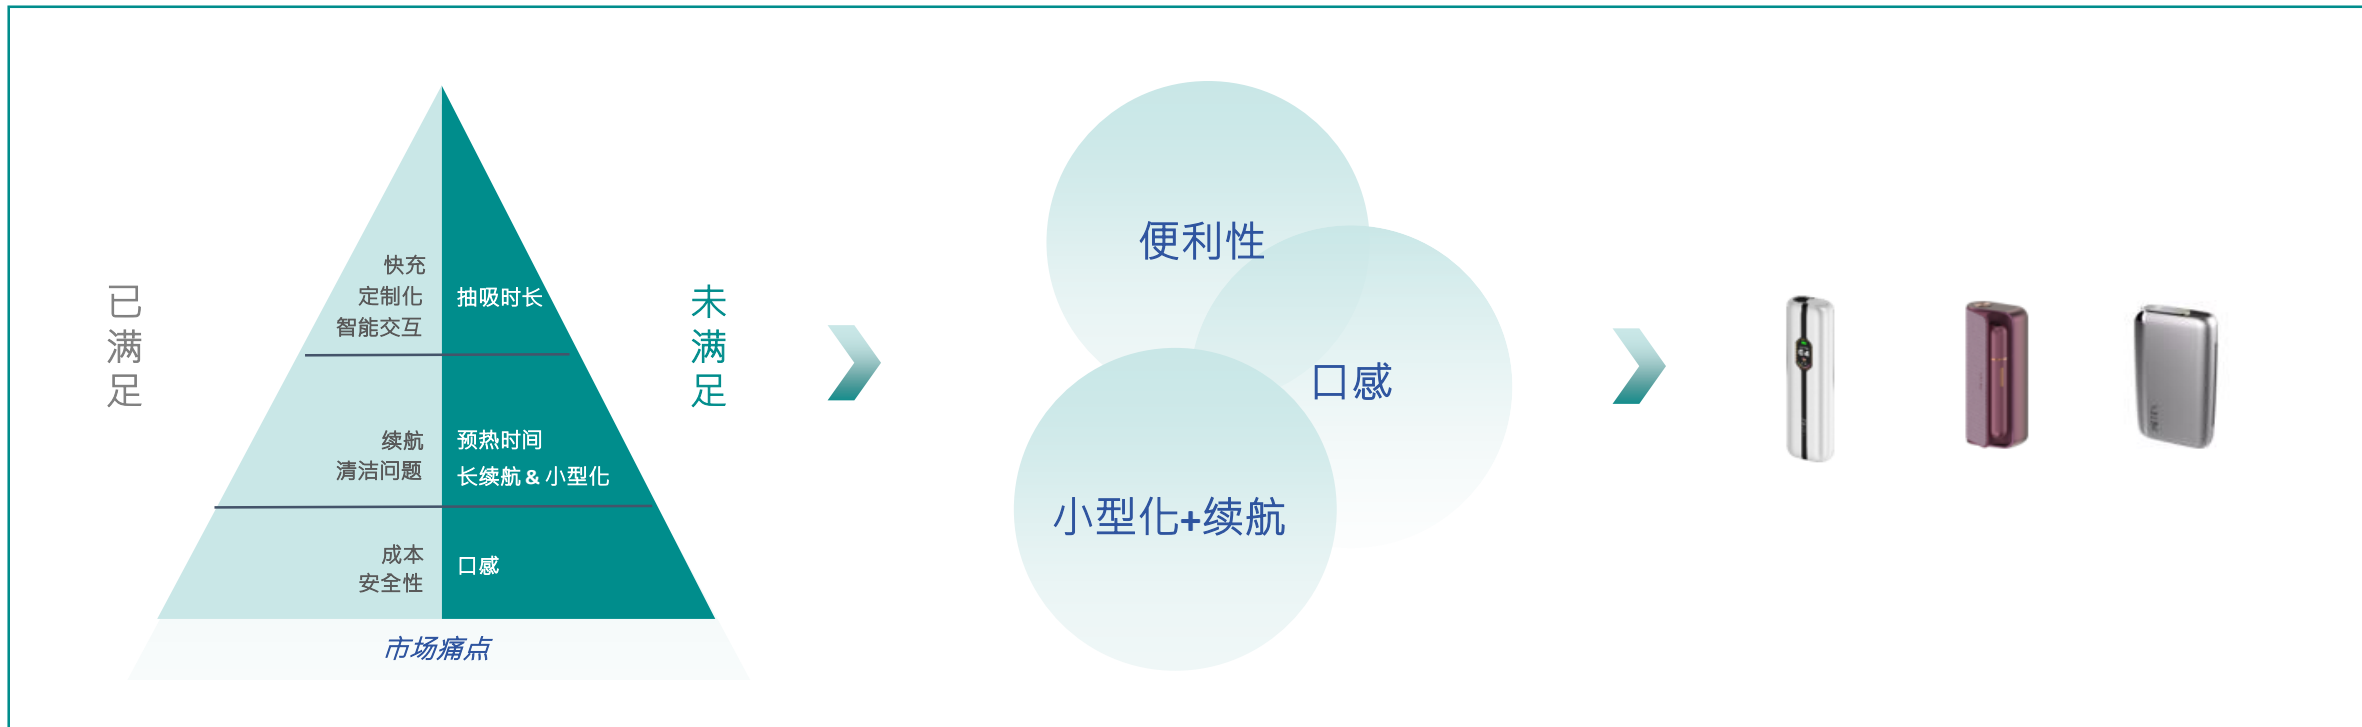 已
满
足
快充
定制化
智能交互
续航
清洁问题
成本
安全性
抽吸时长
预热时间
长续航 & 小型化
口感
未
满
足
市场痛点
便利性
口感
小型化+续航